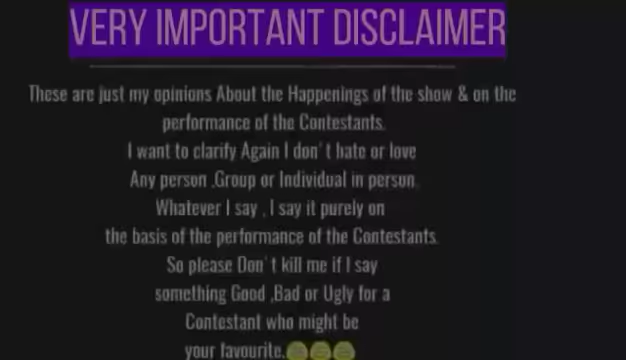 VERY IMPORTANT DISCLAIMER
These are just my opinions About the Happenings of the show & on the
performance of the Contestants.
I want to clarify Again I don't hate or love
Any person ,Group or Individual in person.
Whatever I say , I say it purely on
the basis of the performance of the Contestants.
So please Don't kill me if I say
something Good ,Bad or Ugly for a
Contestant who might be
your favourite.